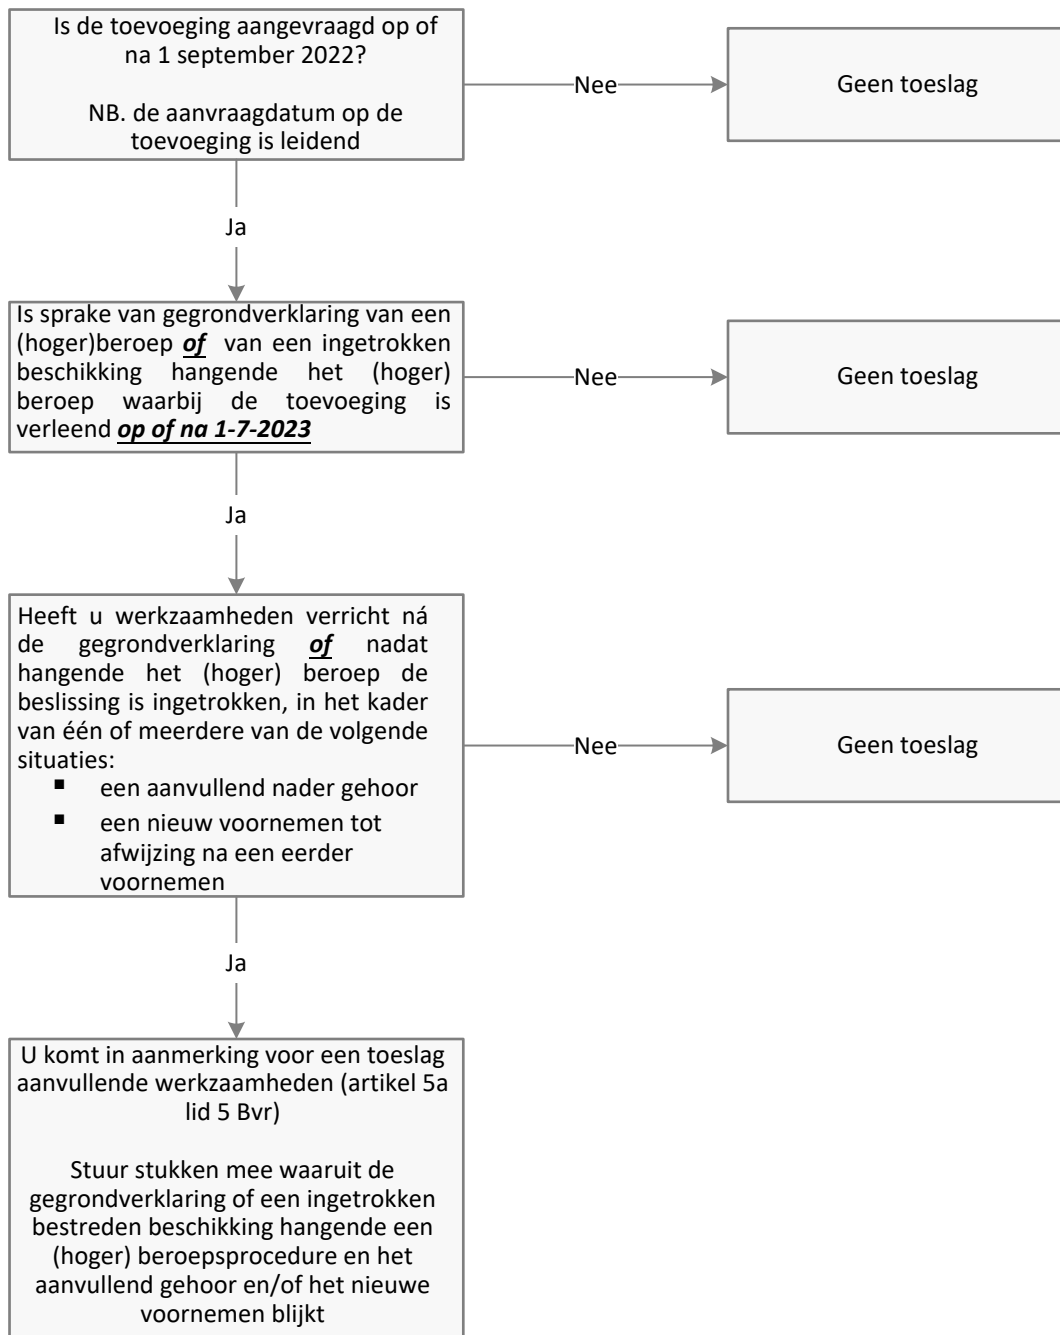 Is de toevoeging aangevraagd op of
na 1 september 2022?
NB. de aanvraagdatum op de
toevoeging is leidend
Nee
Geen toeslag
Ja
Is sprake van gegrondverklaring van een
(hoger)beroep of van een ingetrokken
beschikking hangende het (hoger)
beroep waarbij de toevoeging is
verleend op of na 1-7-2023
Nee
Geen toeslag
Ja
Heeft u werkzaamheden verricht ná
de gegrondverklaring of nadat
hangende het (hoger) beroep de
beslissing is ingetrokken, in het kader
van één of meerdere van de volgende
situaties:
▪ een aanvullend nader gehoor
▪ een nieuw voornemen tot
afwijzing na een eerder
voornemen
Nee
Geen toeslag
Ja
U komt in aanmerking voor een toeslag
aanvullende werkzaamheden (artikel 5a
lid 5 Bvr)
Stuur stukken mee waaruit de
gegrondverklaring of een ingetrokken
bestreden beschikking hangende een
(hoger) beroepsprocedure en het
aanvullend gehoor en/of het nieuwe
voornemen blijkt